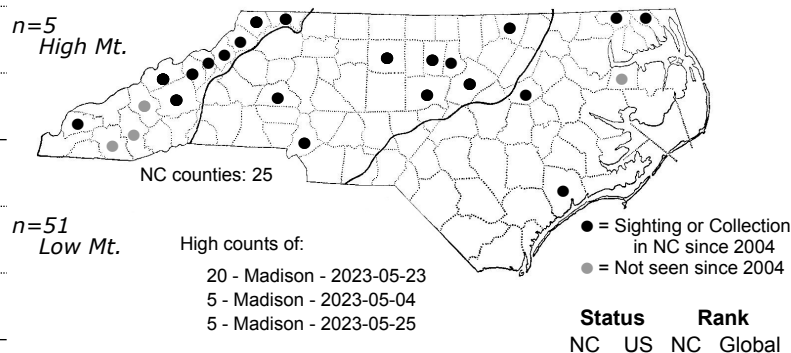 n=5
High Mt.
NC counties: 25
n=51
Low Mt.
High counts of:
20 - Madison - 2023-05-23
5 - Madison - 2023-05-04
5 - Madison - 2023-05-25
= Sighting or Collection
in NC since 2004
= Not seen since 2004
Status Rank
NC US NC Global